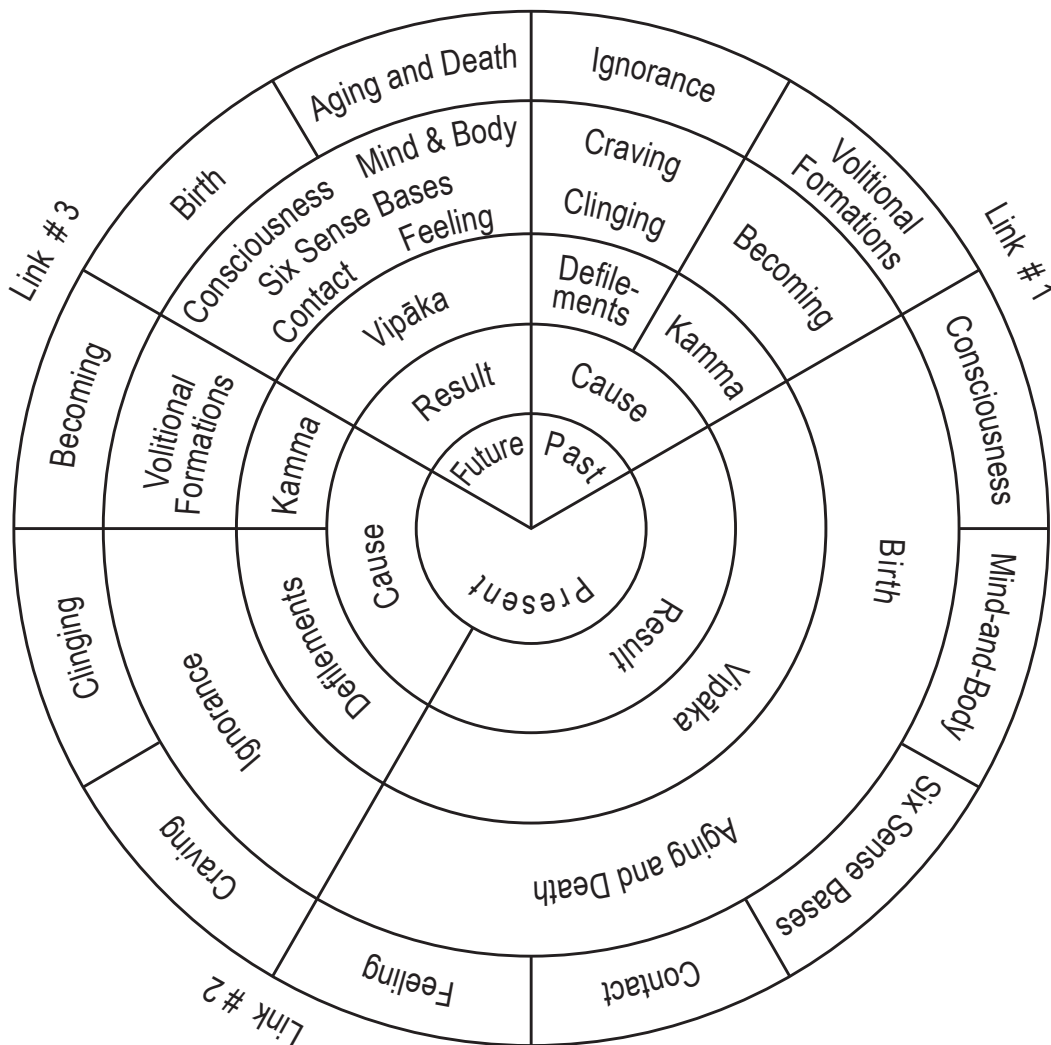 Ignorance
Volitional
Formations
Link # 1
Consciousness
Mind-and-Body
Six Sense Bases
Contact
Feeling
Link # 2
Craving
Clinging
Becoming
Link # 3
Birth
Aging and Death
Craving
Clinging
Becoming
Birth
Aging and Death
Ignorance
Volitional
Formations
Mind & Body
Consciousness
Six Sense Bases
Feeling
Contact
Defile-
ments
Kamma
Vipāka
Defilements
Kamma
Vipāka
Cause
Result
Cause
Result
Past
Present
Future